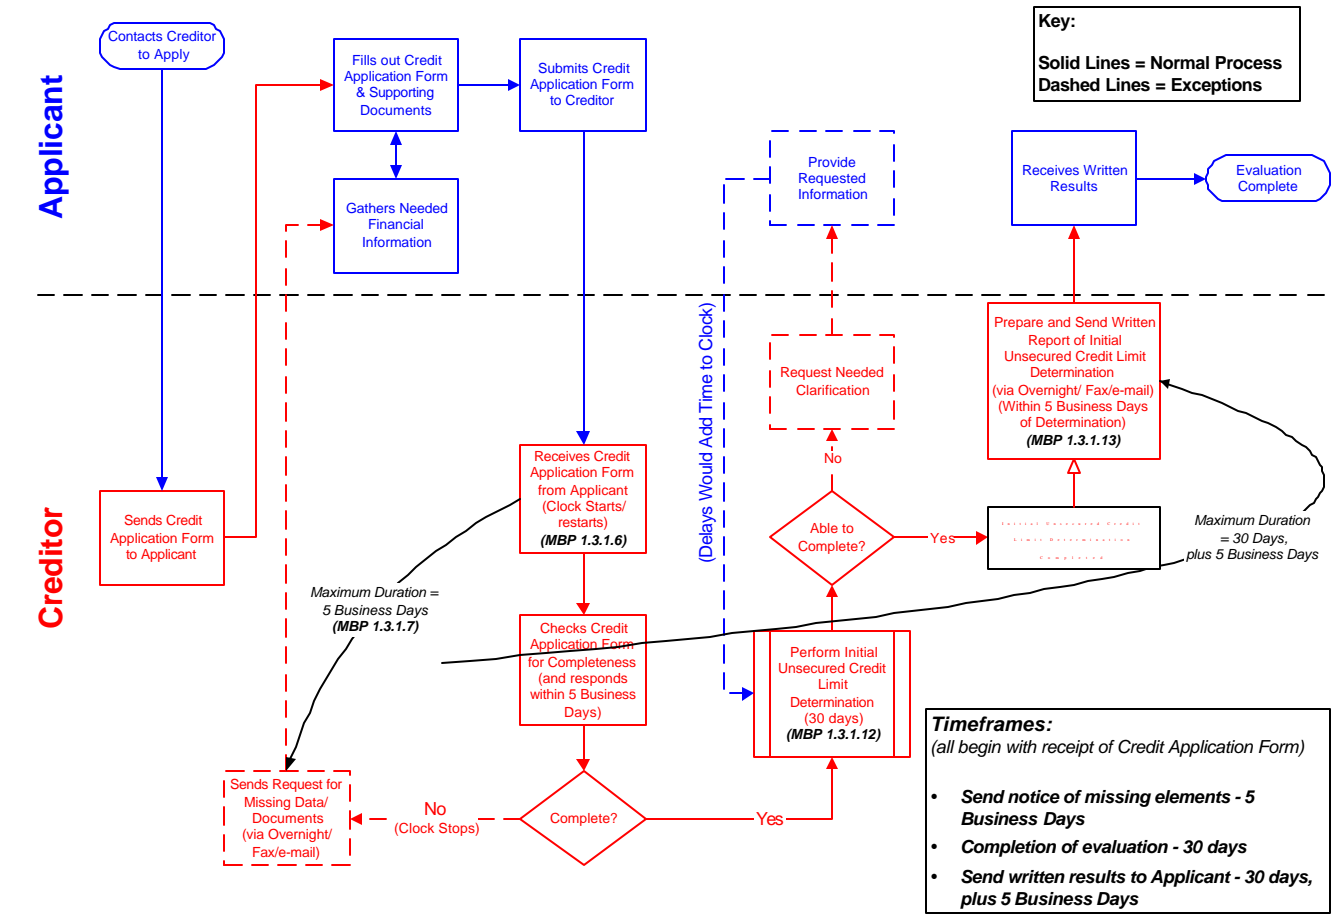 Applicant
Contacts Creditor
to Apply
Fills out Credit
Application Form
& Supporting
Documents
Submits Credit
Application Form
to Creditor
Key:
Solid Lines = Normal Process
Dashed Lines = Exceptions
Gathers Needed
Financial
Information
Provide
Requested
Information
Receives Written
Results
Evaluation
Complete
Creditor
Sends Credit
Application Form
to Applicant
Receives Credit
Application Form
from Applicant
(Clock Starts/
restarts)
(MBP 1.3.1.6)
Maximum Duration =
5 Business Days
(MBP 1.3.1.7)
Checks Credit
Application Form
for Completeness
(and responds
within 5 Business
Days)
Complete?
No
(Clock Stops)
Sends Request for
Missing Data/
Documents
(via Overnight/
Fax/e-mail)
Yes
(Delays Would Add Time to Clock)
Perform Initial
Unsecured Credit
Limit
Determination
(30 days)
(MBP 1.3.1.12)
Able to
Complete?
No
Request Needed
Clarification
Yes
Initial Unsecured Credit
Limit Determination
Completed
Prepare and Send Written
Report of Initial
Unsecured Credit Limit
Determination
(via Overnight/ Fax/e-mail)
(Within 5 Business Days
of Determination)
(MBP 1.3.1.13)
Maximum Duration
= 30 Days,
plus 5 Business Days
Timeframes:
(all begin with receipt of Credit Application Form)
• Send notice of missing elements - 5
Business Days
• Completion of evaluation - 30 days
• Send written results to Applicant - 30 days,
plus 5 Business Days